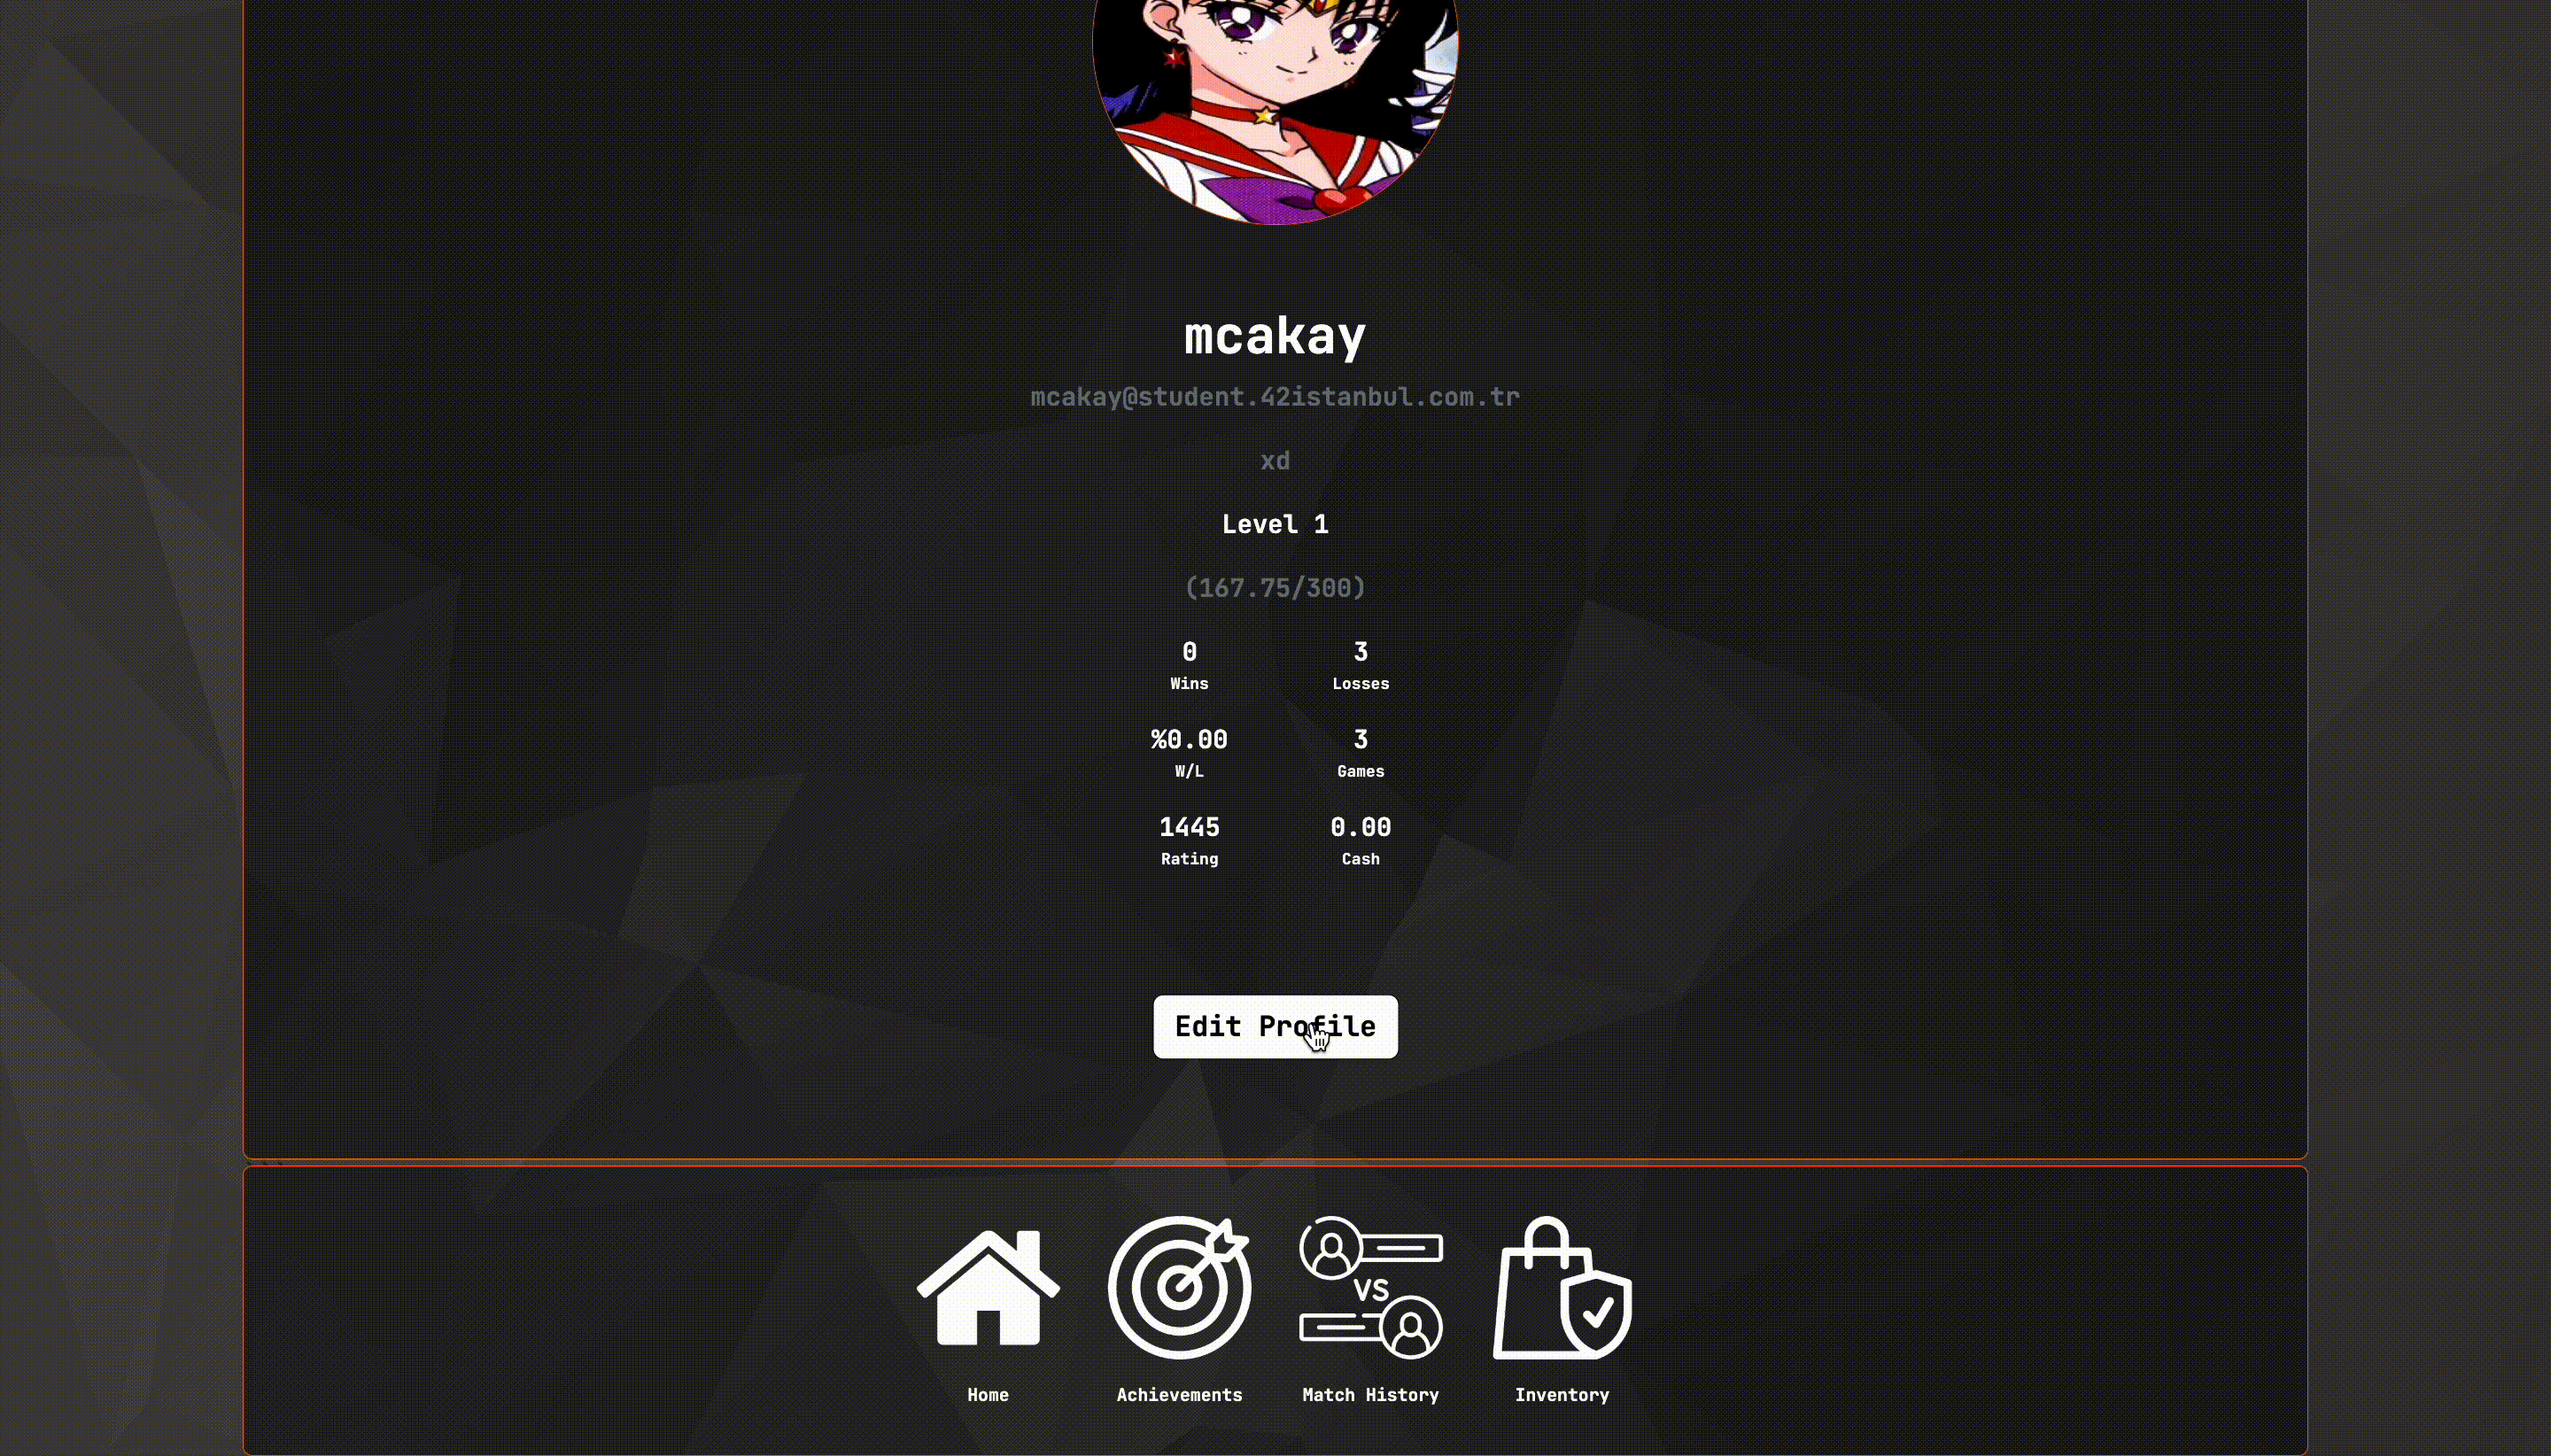 mcakay
mcakay@student.42istanbul.com.tr
xd
Level 1
(167.75/300)
0 3
Wins Losses
%0.00 3
W/L Games
1445 0.00
Rating Cash
Edit Profile
VS
Home Achievements Match History Inventory